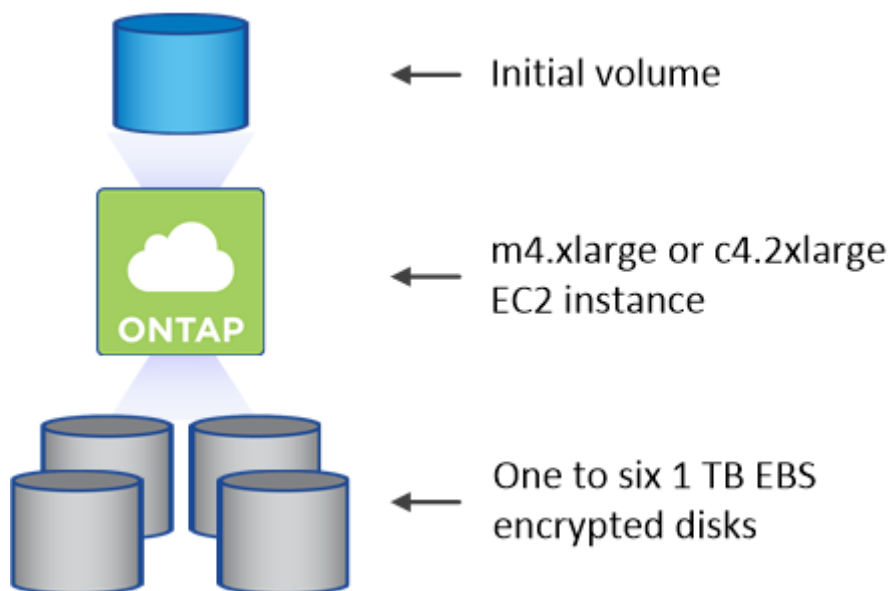 Initial volume
ONTAP
m4.xlarge or c4.2xlarge
EC2 instance
One to six 1 TB EBS
encrypted disks